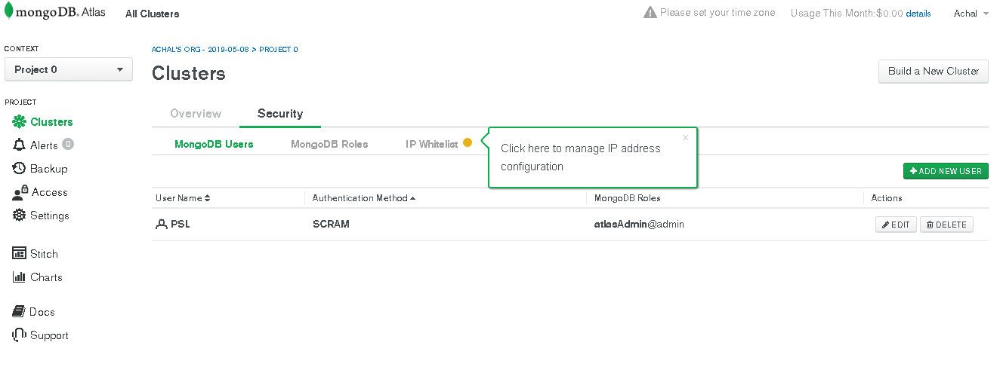 mongoDB. Atlas All Clusters Please set your time zone Usage This Month:$0.00 details Achal
CONTEXT
Project 0
PROJECT
Clusters
Alerts 0
Backup
Access
Settings
Stitch
Charts
Docs
Support
ACHAL'S ORG - 2019-05-08 > PROJECT 0
Clusters
Build a New Cluster
Overview Security
MongoDB Users MongoDB Roles IP Whitelist
Click here to manage IP address
configuration
×
+ ADD NEW USER
User Name Authentication Method MongoDB Roles Actions
PSL SCRAM atlasAdmin@admin EDIT DELETE